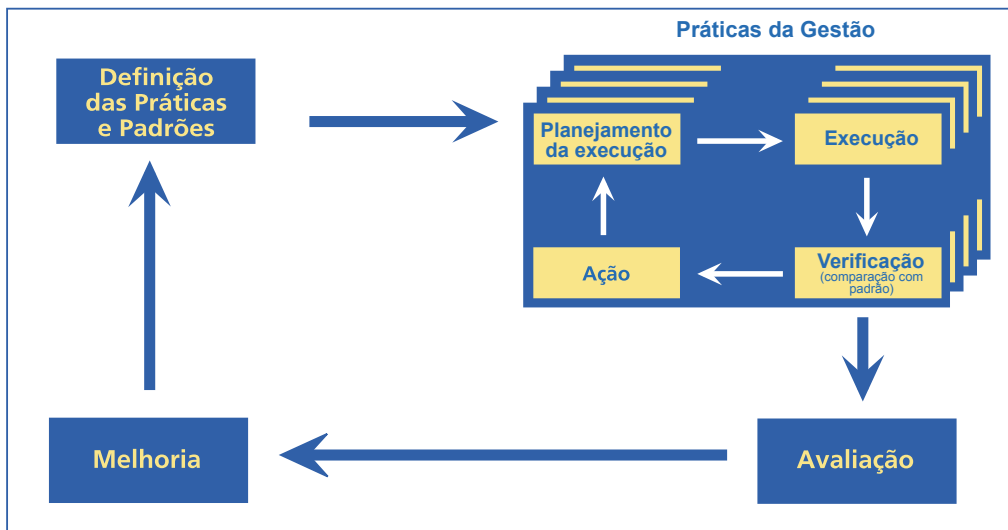 Práticas da Gestão
Definição
das Práticas
e Padrões
Planejamento
da execução
Execução
Ação
Verificação
(comparação com
padrão)
Melhoria
Avaliação